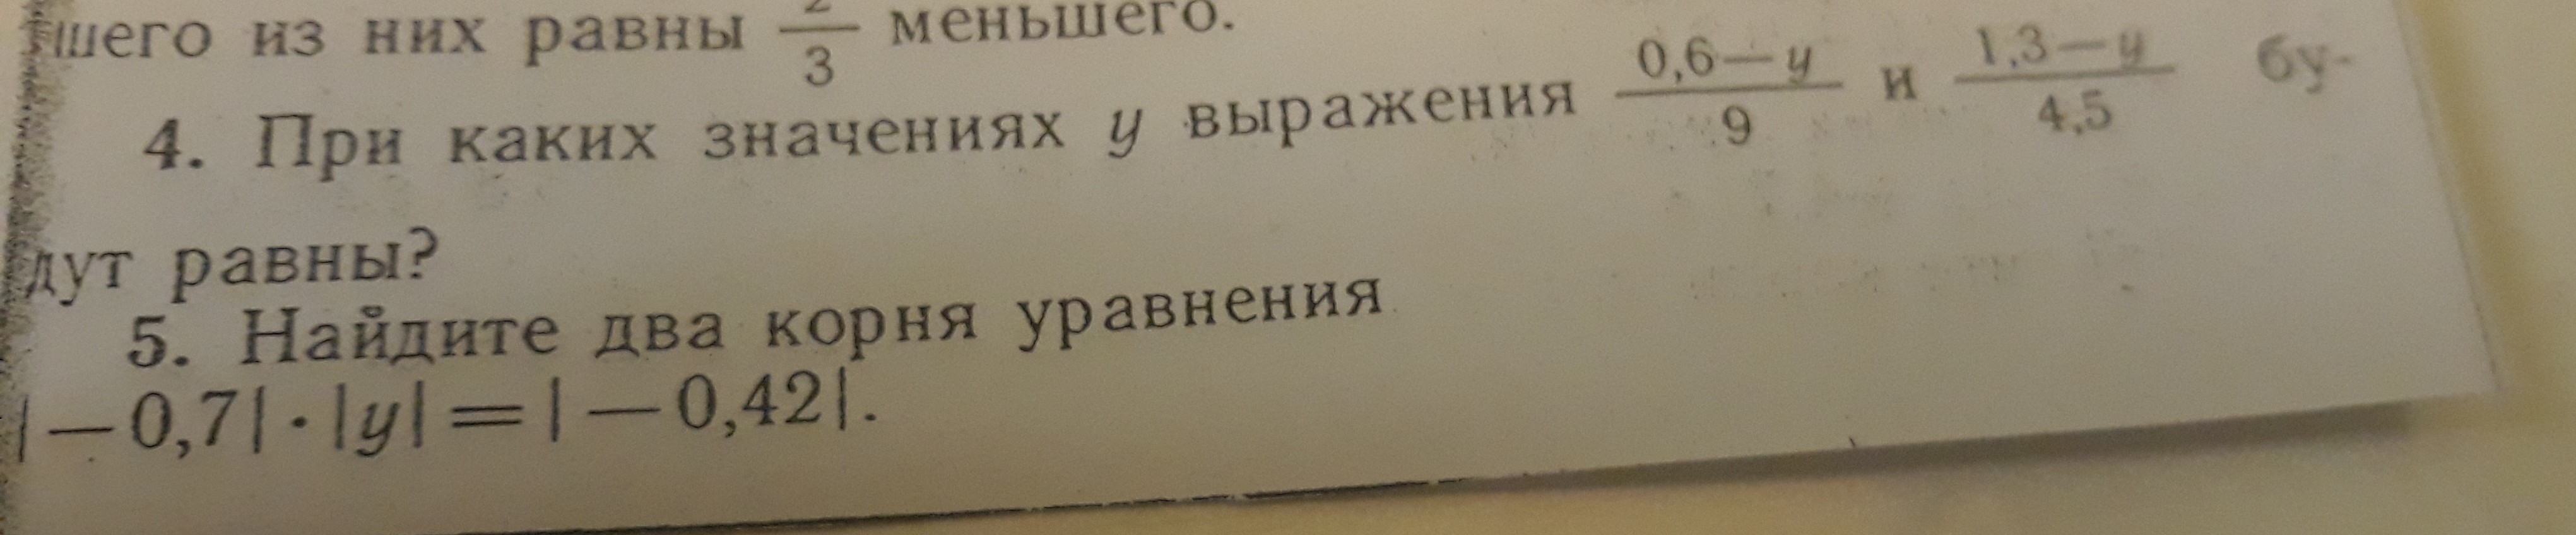 шего из них равны 2/3 меньшего.
4. При каких значениях y выражения (0,6—y)/9 и (1,3—y)/4,5 бу-
дут равны?
5. Найдите два корня уравнения
|—0,7|·|y|=|—0,42|.